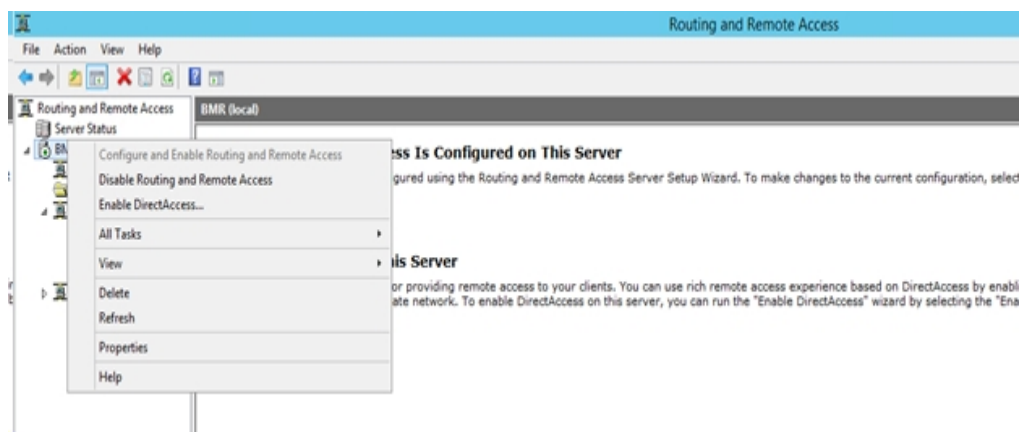 Routing and Remote Access
File Action View Help
Routing and Remote Access
BMR (local)
Server Status
Configure and Enable Routing and Remote Access
ess Is Configured on This Server
Disable Routing and Remote Access
gured using the Routing and Remote Access Server Setup Wizard. To make changes to the current configuration, select
Enable DirectAccess...
All Tasks
View
his Server
Delete
or providing remote access to your clients. You can use rich remote access experience based on DirectAccess by enabli
ate network. To enable DirectAccess on this server, you can run the "Enable DirectAccess" wizard by selecting the "Ena
Refresh
Properties
Help